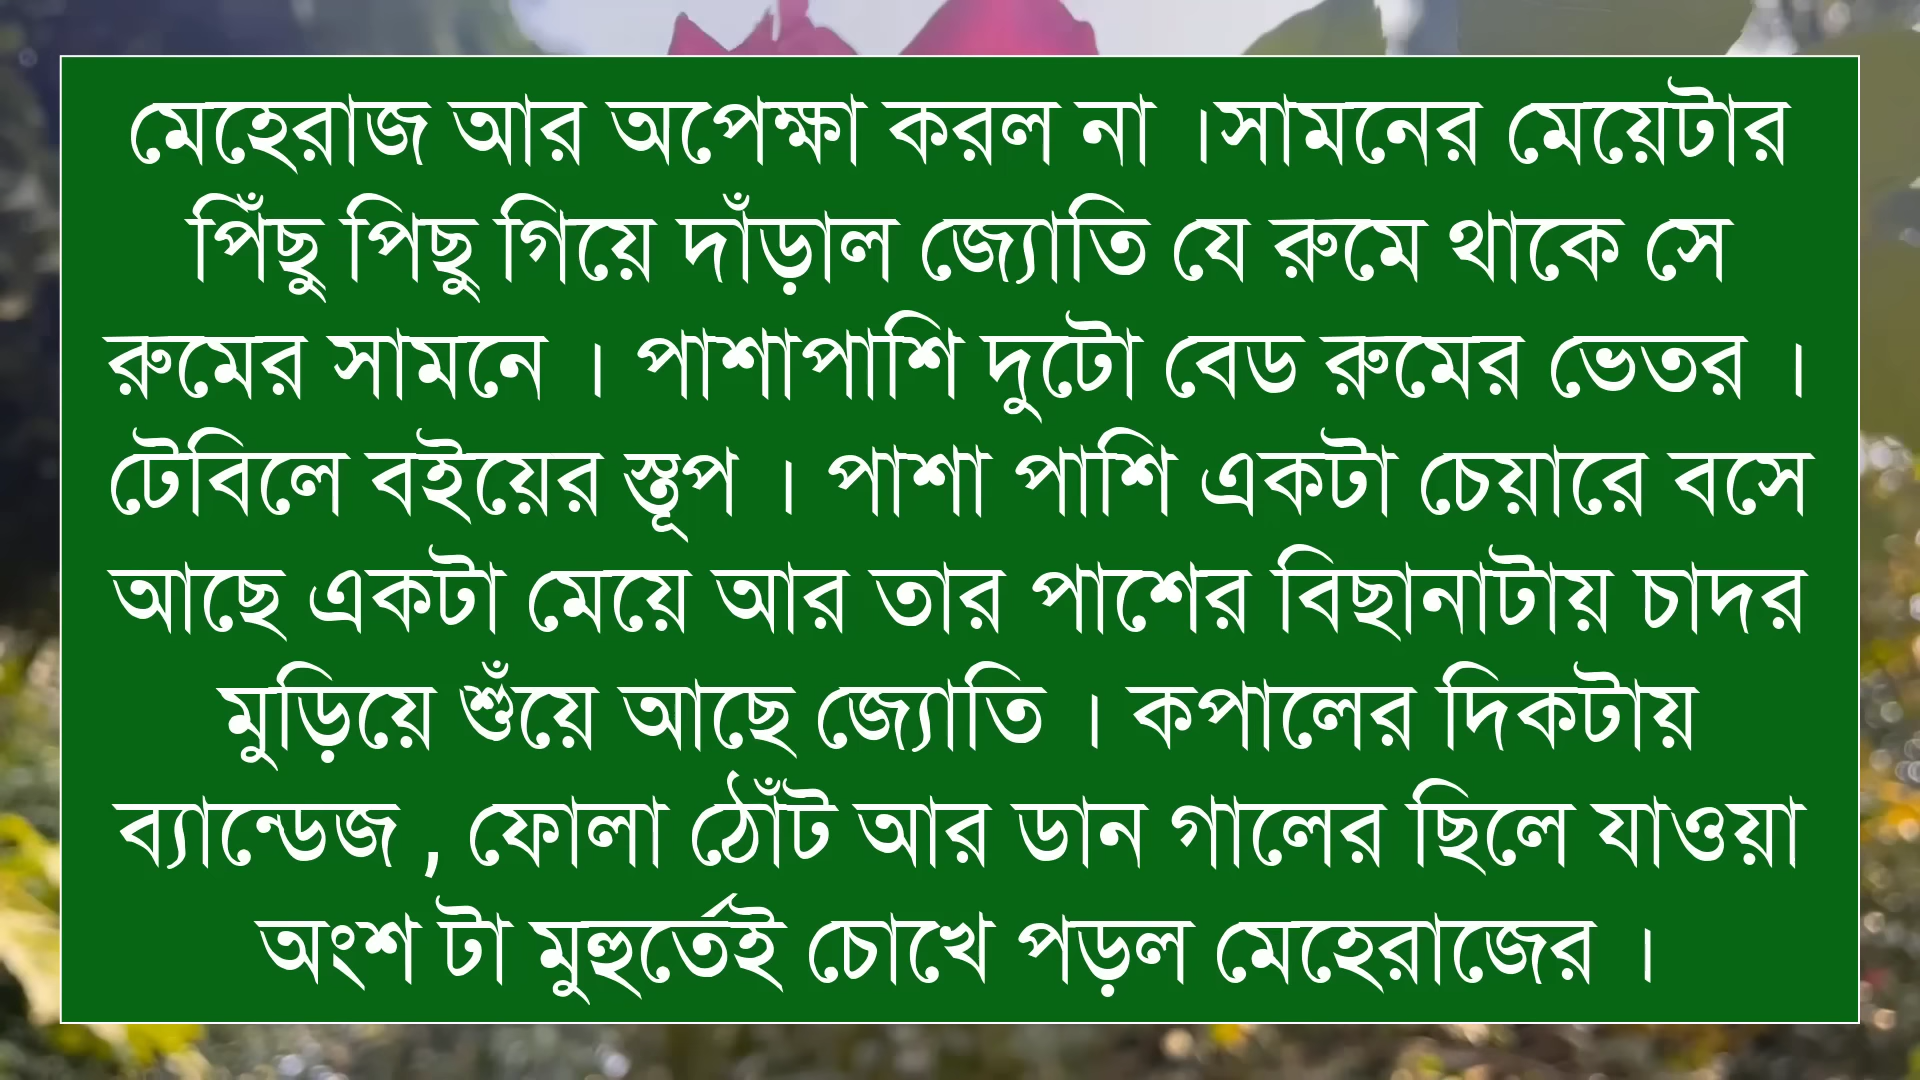 মেহেরাজ আর অপেক্ষা করল না ।সামনের মেয়েটার
পিঁছু পিছু গিয়ে দাঁড়াল জ্যোতি যে রুমে থাকে সে
রুমের সামনে । পাশাপাশি দুটো বেড রুমের ভেতর ।
টেবিলে বইয়ের স্তূপ । পাশা পাশি একটা চেয়ারে বসে
আছে একটা মেয়ে আর তার পাশের বিছানাটায় চাদর
মুড়িয়ে শুঁয়ে আছে জ্যোতি । কপালের দিকটায়
ব্যান্ডেজ , ফোলা ঠোঁট আর ডান গালের ছিলে যাওয়া
অংশ টা মুহুর্তেই চোখে পড়ল মেহেরাজের ।